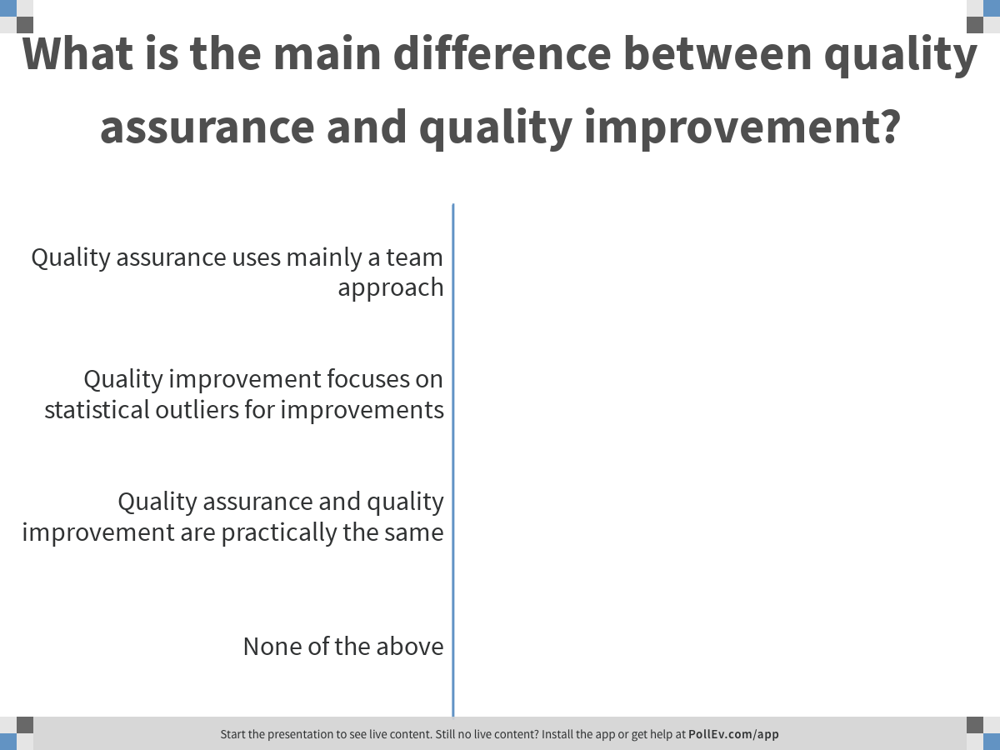 What is the main difference between quality
assurance and quality improvement?
Quality assurance uses mainly a team
approach
Quality improvement focuses on
statistical outliers for improvements
Quality assurance and quality
improvement are practically the same
None of the above
Start the presentation to see live content. Still no live content? Install the app or get help at PollEv.com/app